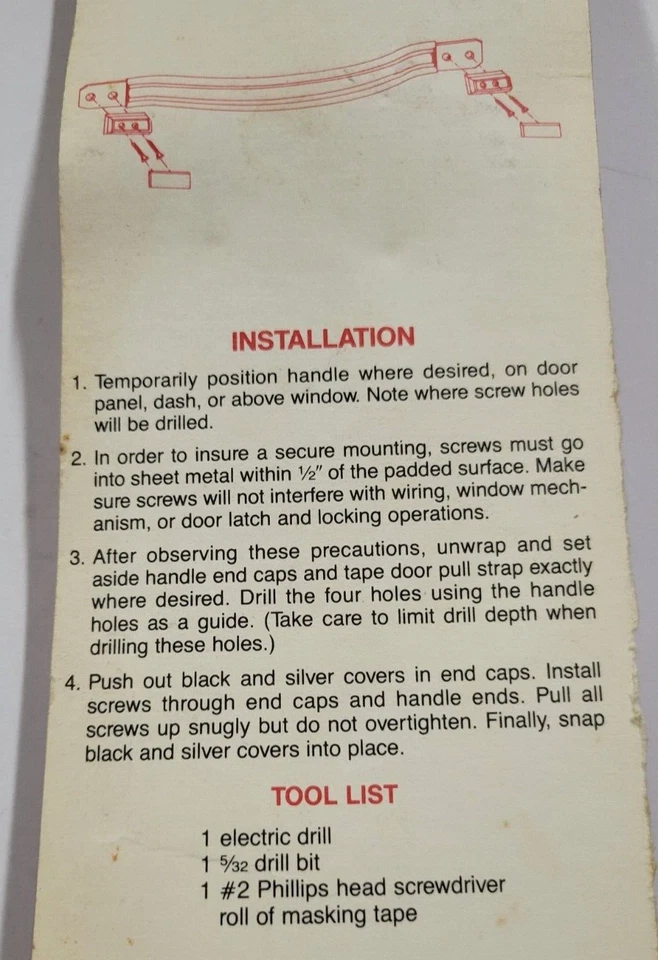 INSTALLATION
1. Temporarily position handle where desired, on door
panel, dash, or above window. Note where screw holes
will be drilled.
2. In order to insure a secure mounting, screws must go
into sheet metal within ½″ of the padded surface. Make
sure screws will not interfere with wiring, window mech-
anism, or door latch and locking operations.
3. After observing these precautions, unwrap and set
aside handle end caps and tape door pull strap exactly
where desired. Drill the four holes using the handle
holes as a guide. (Take care to limit drill depth when
drilling these holes.)
4. Push out black and silver covers in end caps. Install
screws through end caps and handle ends. Pull all
screws up snugly but do not overtighten. Finally, snap
black and silver covers into place.
TOOL LIST
1 electric drill
1 5/32 drill bit
1 #2 Phillips head screwdriver
roll of masking tape